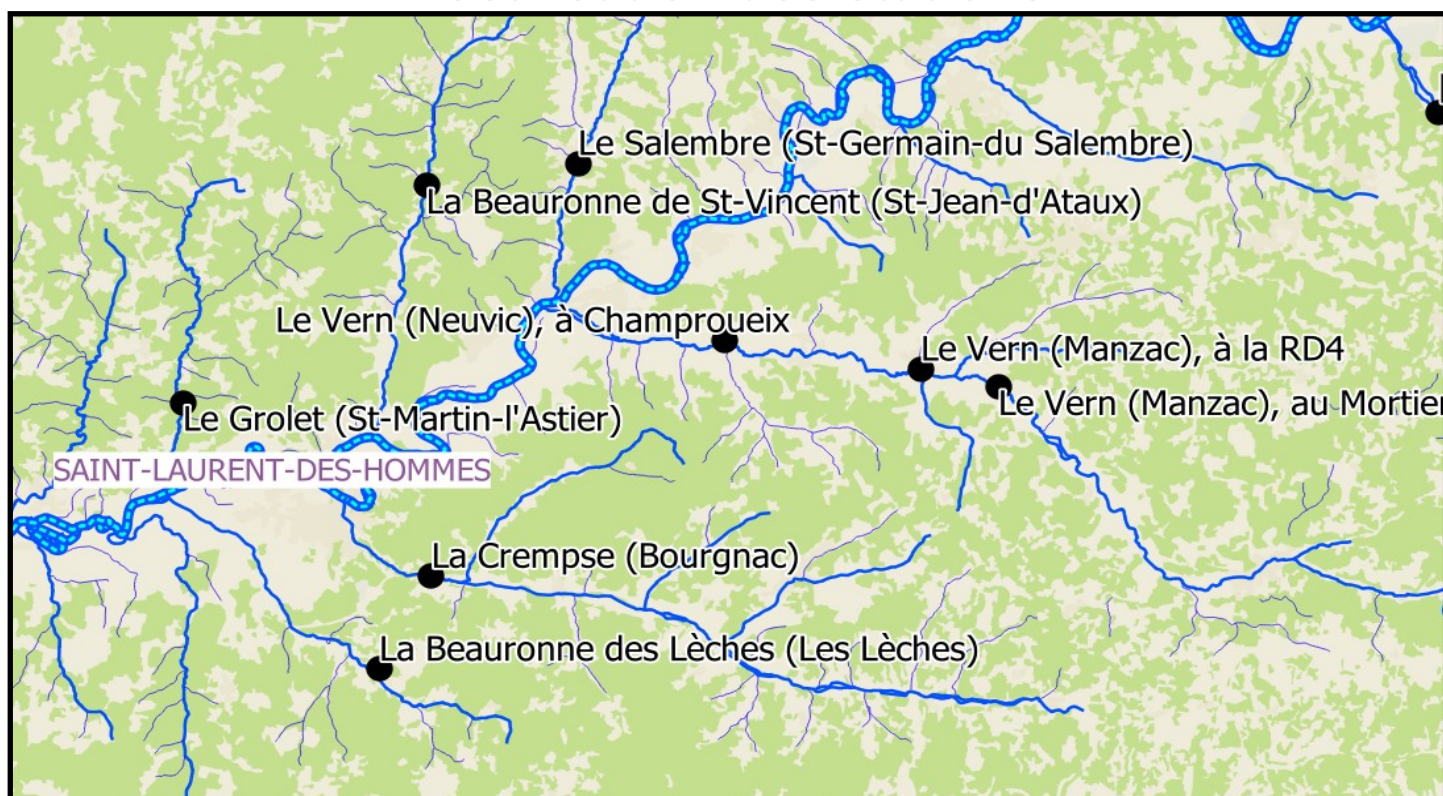 Le Salembre (St-Germain-du Salembre)
La Beauronne de St-Vincent (St-Jean-d'Ataux)
Le Vern (Neuvic), à Champroueix
Le Vern (Manzac), à la RD4
Le Vern (Manzac), au Mortier
Le Grolet (St-Martin-l'Astier)
SAINT-LAURENT-DES-HOMMES
La Crempse (Bourgnac)
La Beauronne des Lèches (Les Lèches)